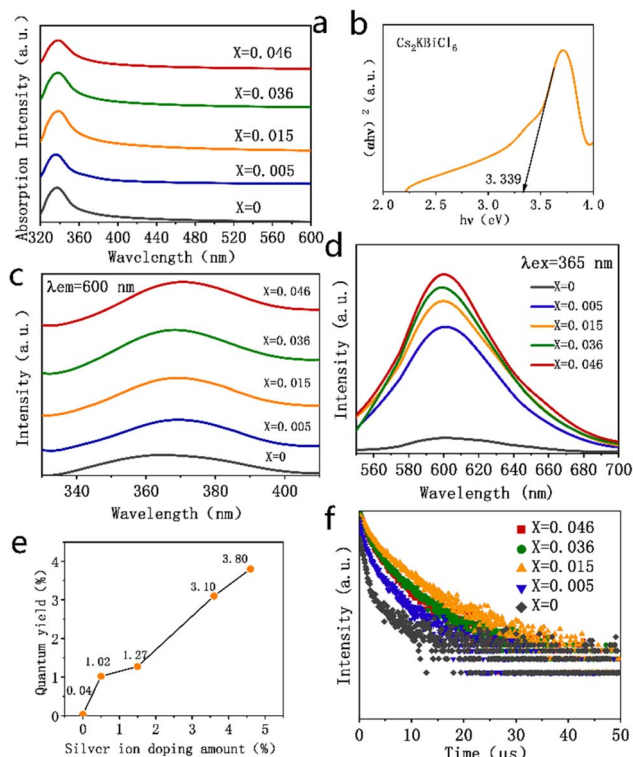 a
Absorption Intensity (a.u.)
X=0.046
X=0.036
X=0.015
X=0.005
X=0
320 360 400 440 480 520 560 600
Wavelength (nm)
b
Cs₂KBiCl₆
(αhv)² (a.u.)
3.339
2.0 2.5 3.0 3.5 4.0
hv (eV)
c
λem=600 nm
Intensity (a.u.)
X=0.046
X=0.036
X=0.015
X=0.005
X=0
340 360 380 400
Wavelength (nm)
d
λex=365 nm
Intensity (a.u.)
X=0
X=0.005
X=0.015
X=0.036
X=0.046
560 580 600 620 640 660 680 700
Wavelength (nm)
e
Quantum yield (%)
4
3
2
1
0
0.04
1.02
1.27
3.10
3.80
0 1 2 3 4 5
Silver ion doping amount (%)
f
Intensity (a.u.)
X=0.046
X=0.036
X=0.015
X=0.005
X=0
0 10 20 30 40 50
Time (μs)